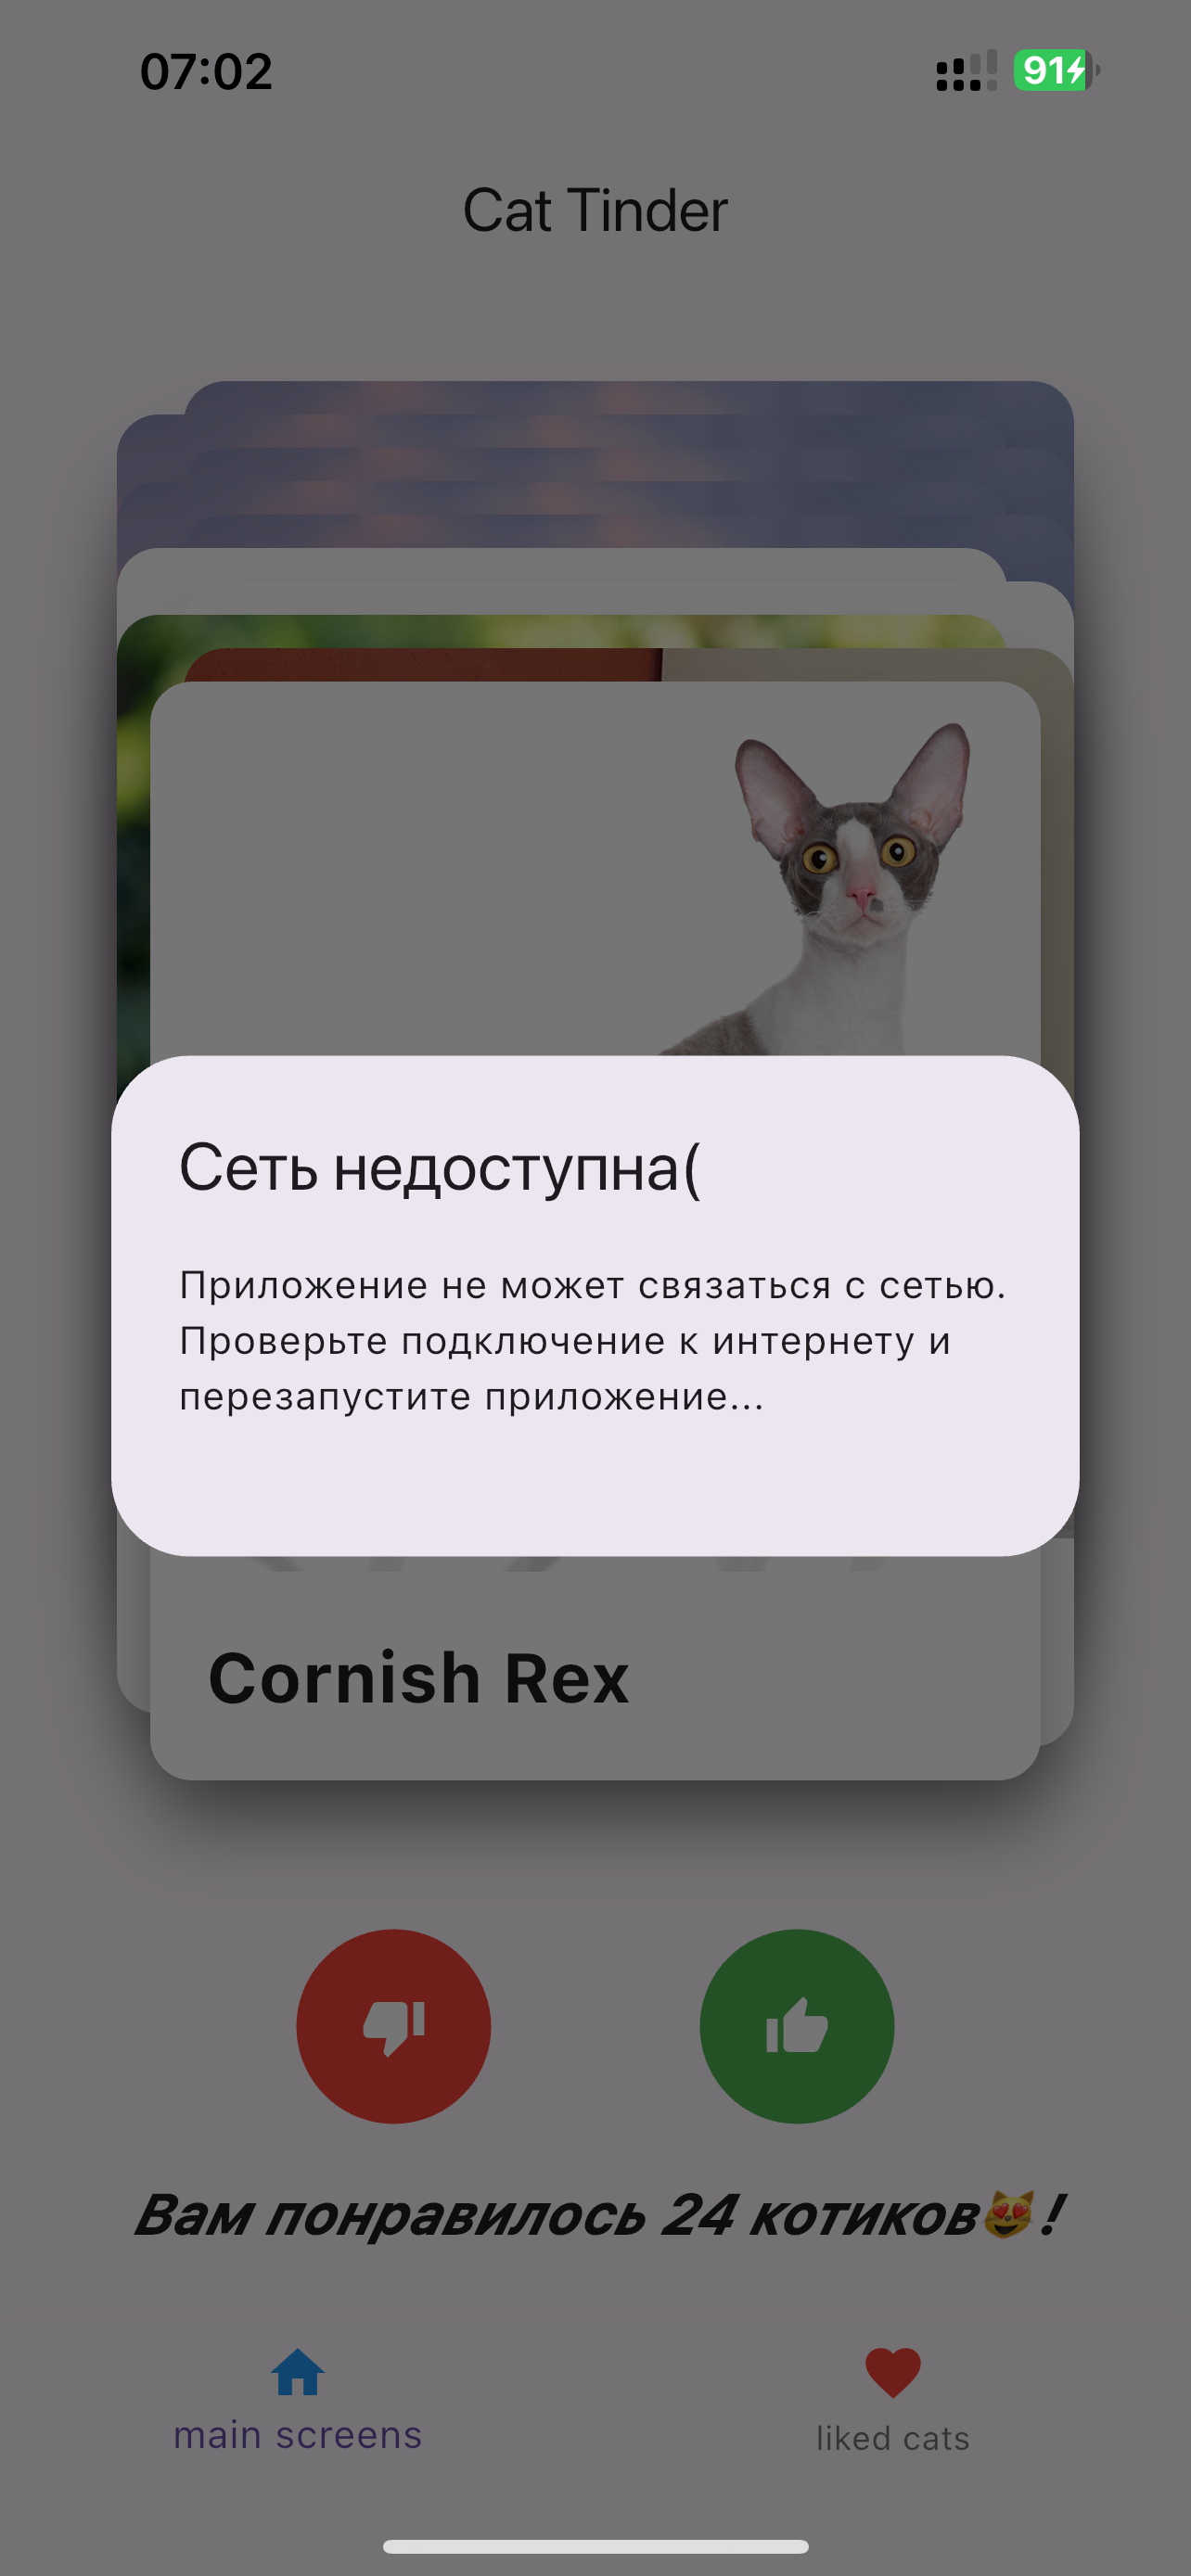 07:02
91
Cat Tinder
Сеть недоступна(
Приложение не может связаться с сетью.
Проверьте подключение к интернету и
перезапустите приложение...
Cornish Rex
Вам понравилось 24 котиков😻!
main screens
liked cats